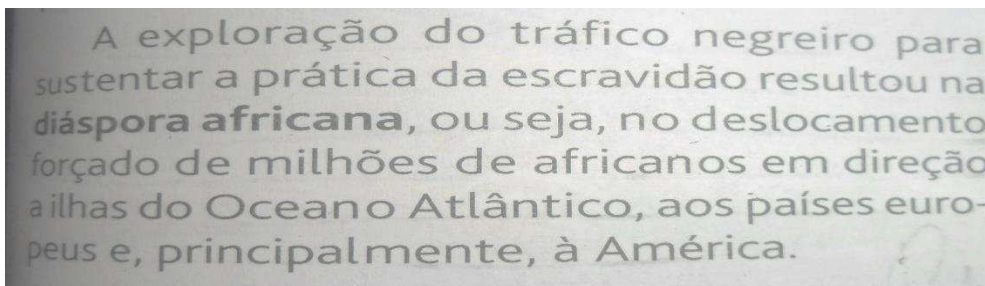 A exploração do tráfico negreiro para
sustentar a prática da escravidão resultou na
diáspora africana, ou seja, no deslocamento
forçado de milhões de africanos em direção
a ilhas do Oceano Atlântico, aos países euro-
peus e, principalmente, à América.